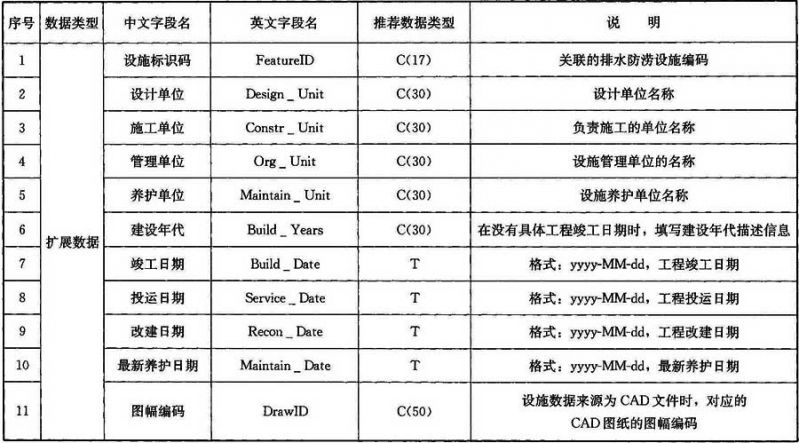 序号 数据类型 中文字段名 英文字段名 推荐数据类型 说 明
1 设施标识码 FeatureID C(17) 关联的排水防涝设施编码
2 设计单位 Design _ Unit C(30) 设计单位名称
3 施工单位 Constr _ Unit C(30) 负责施工的单位名称
4 管理单位 Org _ Unit C(30) 设施管理单位的名称
5 养护单位 Maintain _ Unit C(30) 设施养护单位名称
6 扩展数据 建设年代 Build _ Years C(30) 在没有具体工程竣工日期时，填写建设年代描述信息
7 竣工日期 Build _ Date T 格式：yyyy-MM-dd，工程竣工日期
8 投运日期 Service _ Date T 格式：yyyy-MM-dd，工程投运日期
9 改建日期 Recon _ Date T 格式：yyyy-MM-dd，工程改建日期
10 最新养护日期 Maintain _ Date T 格式：yyyy-MM-dd，最新养护日期
11 图幅编码 DrawID C(50) 设施数据来源为 CAD 文件时，对应的
CAD 图纸的图幅编码